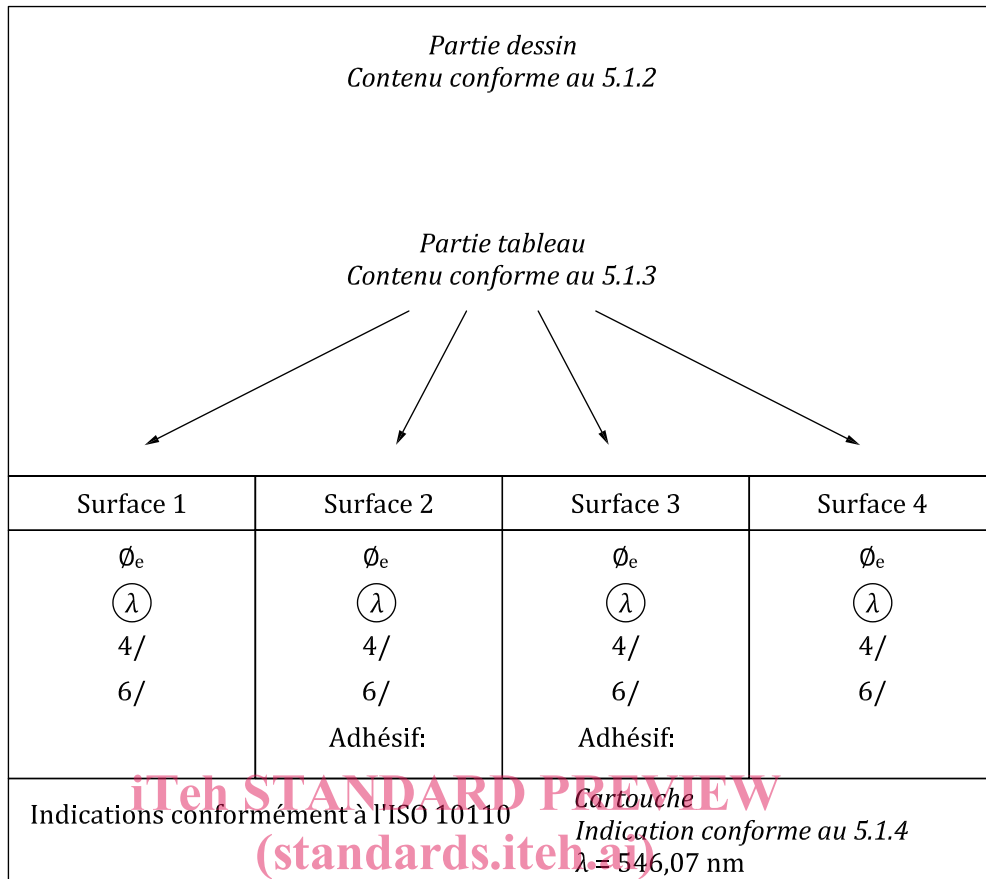 Partie dessin
Contenu conforme au 5.1.2
Partie tableau
Contenu conforme au 5.1.3
Surface 1 Surface 2 Surface 3 Surface 4
Øe Øe Øe Øe
λ λ λ λ
4/ 4/ 4/ 4/
6/ 6/ 6/ 6/
Adhésif: Adhésif:
iTeh STANDARD PREVIEW
Indications conformément à l'ISO 10110
Cartouche
Indication conforme au 5.1.4
(standards.iteh.ai)
λ = 546,07 nm